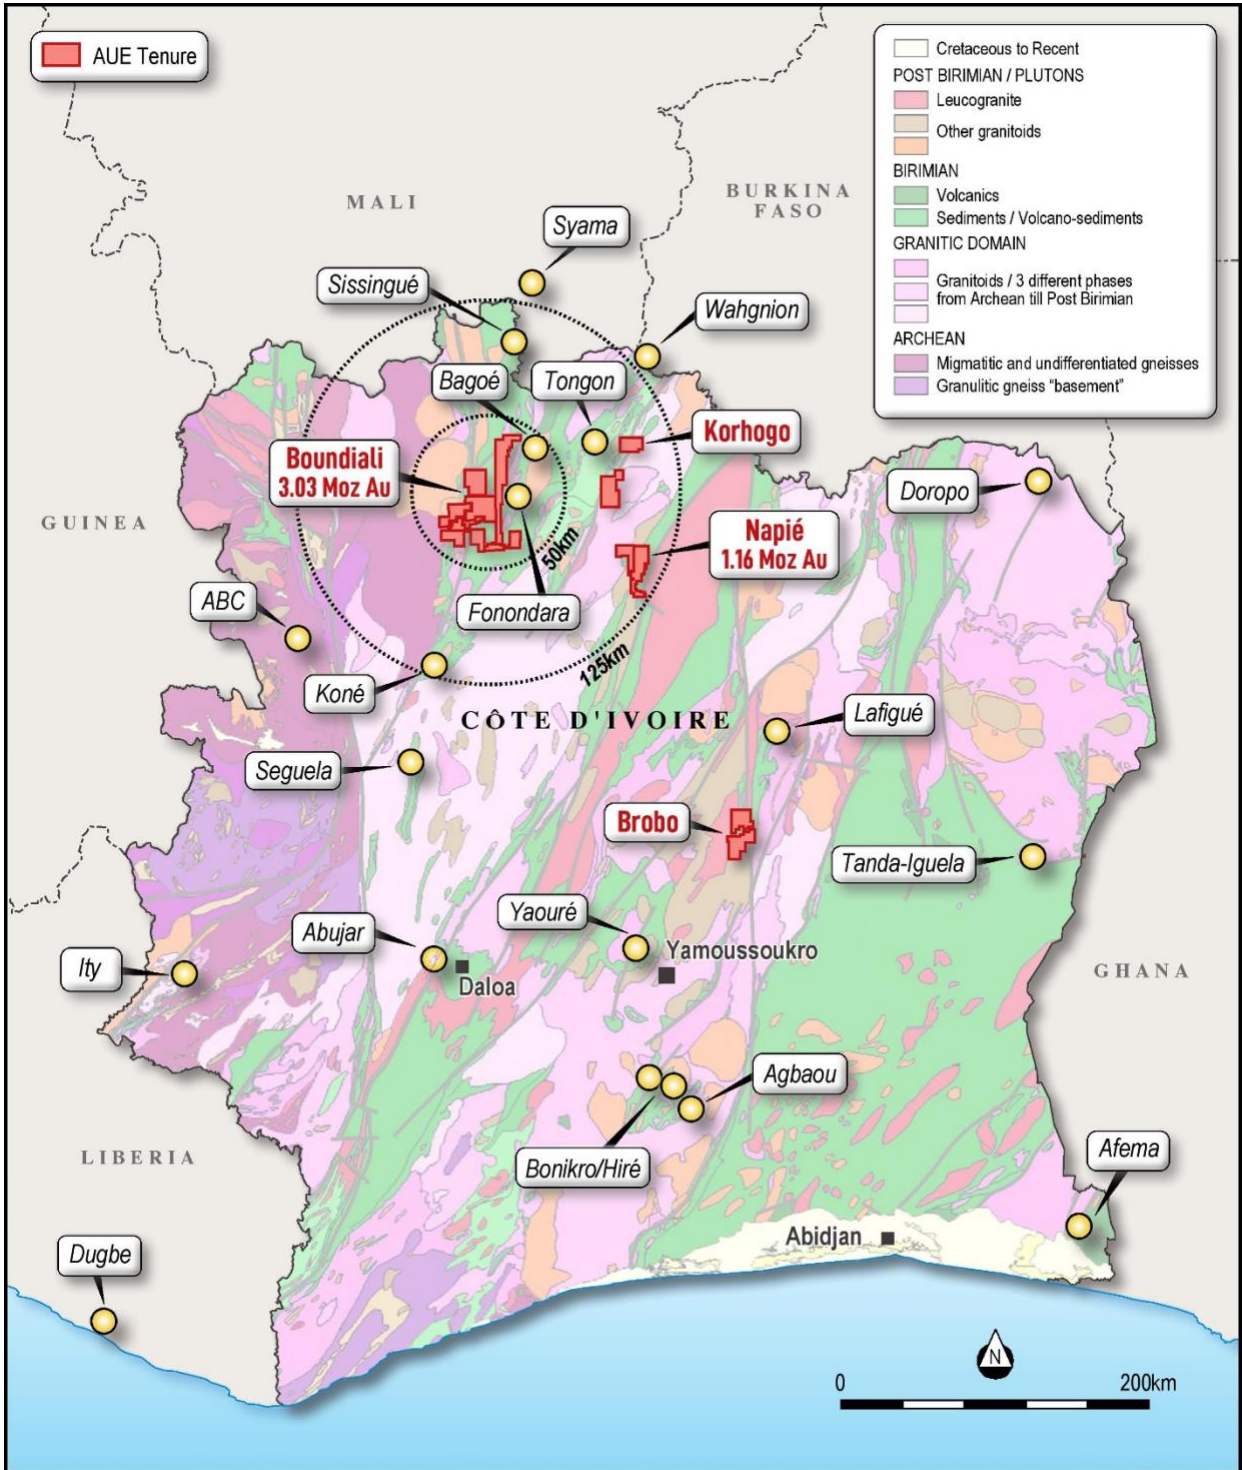 AUE Tenure
Cretaceous to Recent
POST BIRIMIAN / PLUTONS
Leucogranite
Other granitoids
BIRIMIAN
Volcanics
Sediments / Volcano-sediments
GRANITIC DOMAIN
Granitoids / 3 different phases
from Archean till Post Birimian
ARCHEAN
Migmatitic and undifferentiated gneisses
Granulitic gneiss "basement"
MALI
BURKINA
FASO
Syama
Sissingué
Wahgnion
Bagoé
Tongon
Korhogo
Boundiali
3.03 Moz Au
Doropo
GUINEA
Napié
1.16 Moz Au
50km
Fonondara
ABC
125km
Koné
CÔTE D'IVOIRE
Lafigué
Seguela
Brobo
Tanda-Iguela
Yaouré
Abujar
Yamoussoukro
Ity
Daloa
GHANA
Agbaou
Bonikro/Hiré
LIBERIA
Afema
Abidjan
Dugbe
N
0
200km